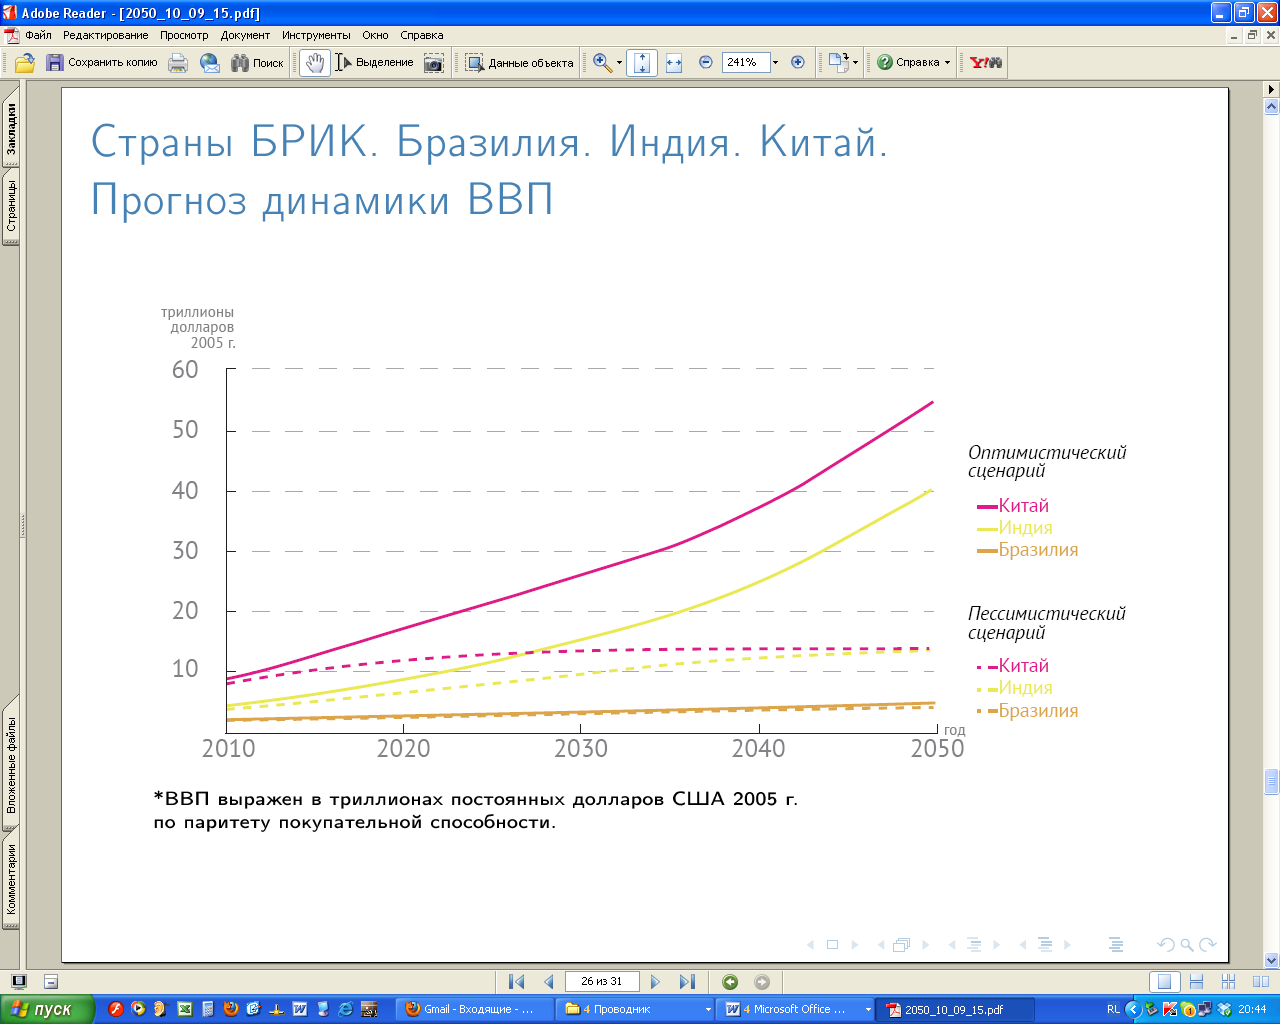 Adobe Reader - [2050_10_09_15.pdf]
Файл Редактирование Просмотр Документ Инструменты Окно Справка
Сохранить копию Поиск Выделение Данные объекта 241% Справка Y!
Закладки
Страницы
Вложенные файлы
Комментарии
Страны БРИК. Бразилия. Индия. Китай.
Прогноз динамики ВВП
триллионы
долларов
2005 г.
60
50
40
30
20
10
2010 2020 2030 2040 2050 год
Оптимистический
сценарий
Китай
Индия
Бразилия
Пессимистический
сценарий
Китай
Индия
Бразилия
*ВВП выражен в триллионах постоянных долларов США 2005 г.
по паритету покупательной способности.
26 из 31
пуск Gmail - Входящие - ... 4 Проводник 4 Microsoft Office ... 2050_10_09_15.pdf RL 20:44